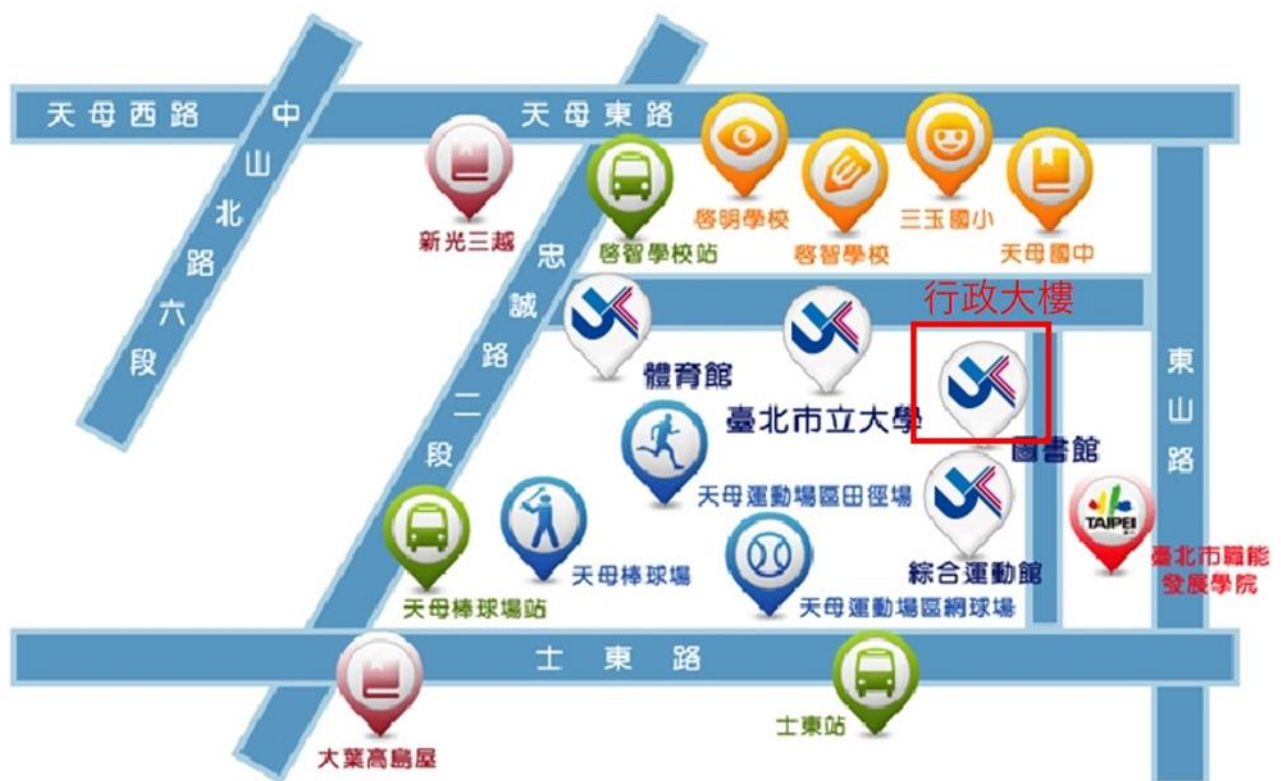 天母西路
中山北路六段
天母東路
新光三越
啓智學校站
啓明學校
啓智學校
三玉國小
天母國中
忠誠路二段
行政大樓
體育館
臺北市立大學
圖書館
東山路
天母運動場區田徑場
TAIPEI
天母棒球場
綜合運動館
臺北市職能
發展學院
天母棒球場站
天母運動場區網球場
士東路
士東站
大葉高島屋